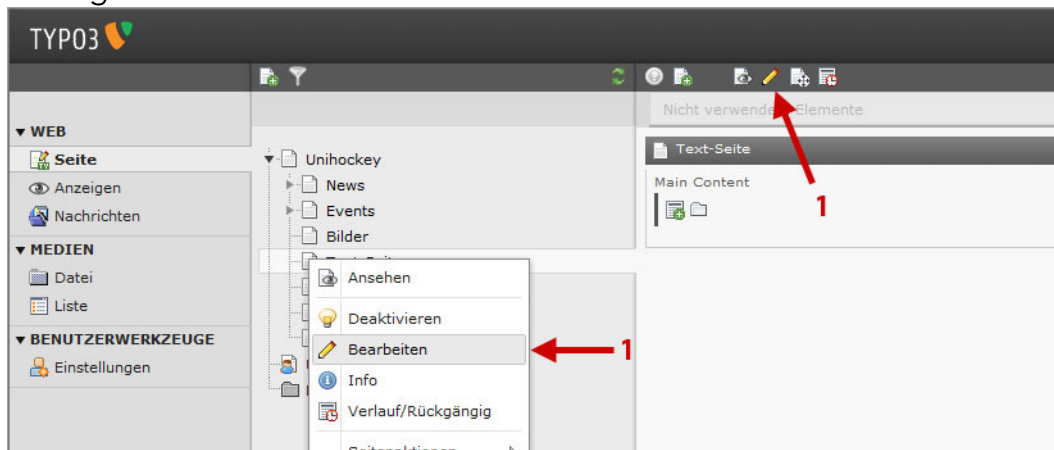 TYPO3
Nicht verwendete Elemente
WEB
Seite
Anzeigen
Nachrichten
MEDIEN
Datei
Liste
BENUTZERWERKZEUGE
Einstellungen
Unihockey
News
Events
Bilder
Ansehen
Deaktivieren
Bearbeiten
Info
Verlauf/Rückgängig
1
Text-Seite
Main Content
1